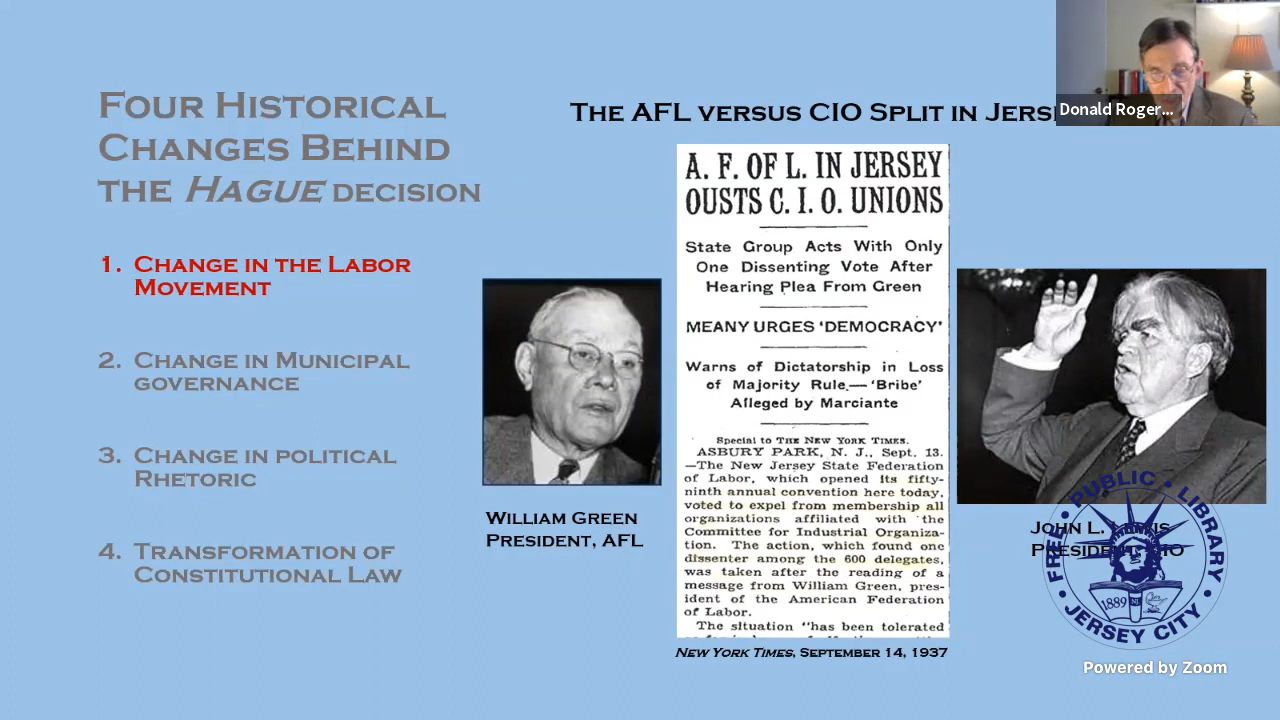 Four Historical
Changes Behind
the Hague decision
1. Change in the Labor
Movement
2. Change in Municipal
governance
3. Change in political
Rhetoric
4. Transformation of
Constitutional Law
The AFL versus CIO Split in Jers
Donald Roger...
A. F. OF L. IN JERSEY
OUSTS C. I. O. UNIONS
State Group Acts With Only
One Dissenting Vote After
Hearing Plea From Green
MEANY URGES 'DEMOCRACY'
Warns of Dictatorship in Loss
of Majority Rule—'Bribe'
Alleged by Marciante
Special to THE NEW YORK TIMES.
ASBURY PARK, N. J., Sept. 13.
—The New Jersey State Federation
of Labor, which opened its fifty-
ninth annual convention here today,
voted to expel from membership all
organizations affiliated with the
Committee for Industrial Organiza-
tion. The action, which found one
dissenter among the 600 delegates,
was taken after the reading of a
message from William Green, pres-
ident of the American Federation
of Labor.
The situation "has been tolerated
New York Times, September 14, 1937
William Green
President, AFL
John L. Lewis
President, CIO
FREE • PUBLIC • LIBRARY
1889
• JERSEY CITY •
Powered by Zoom